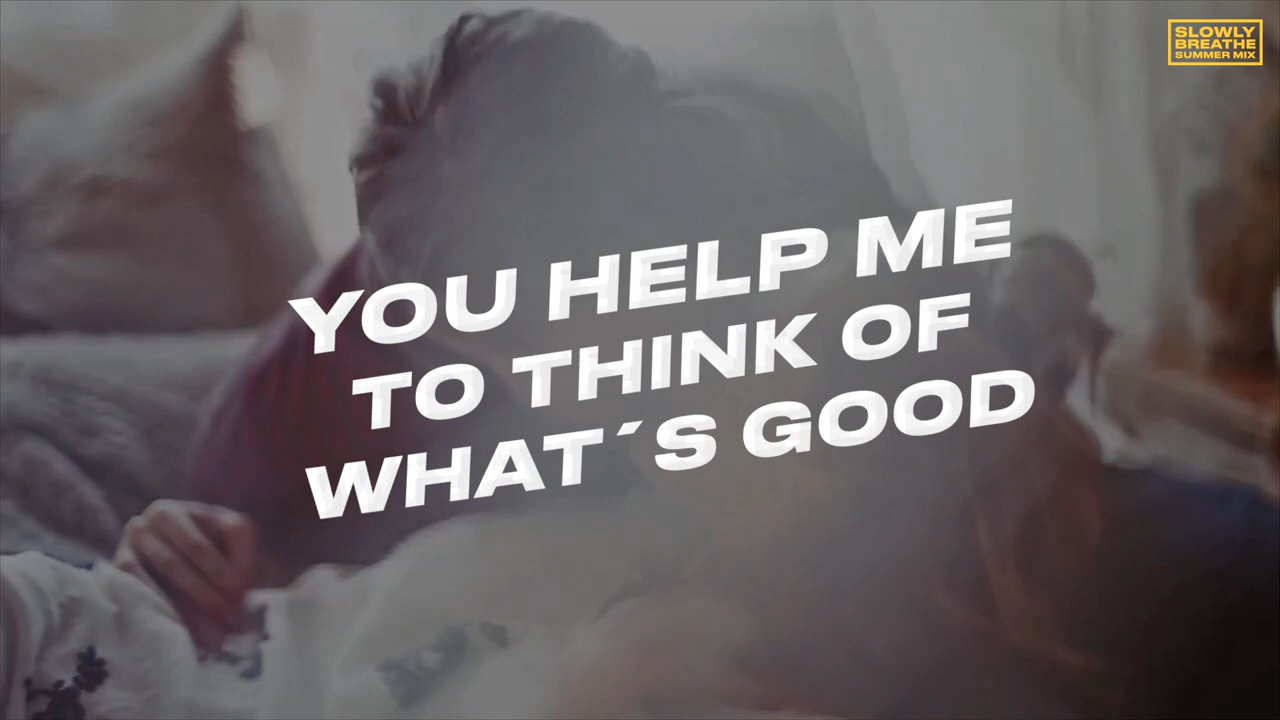 SLOWLY
BREATHE
SUMMER MIX
YOU HELP ME
TO THINK OF
WHAT´S GOOD